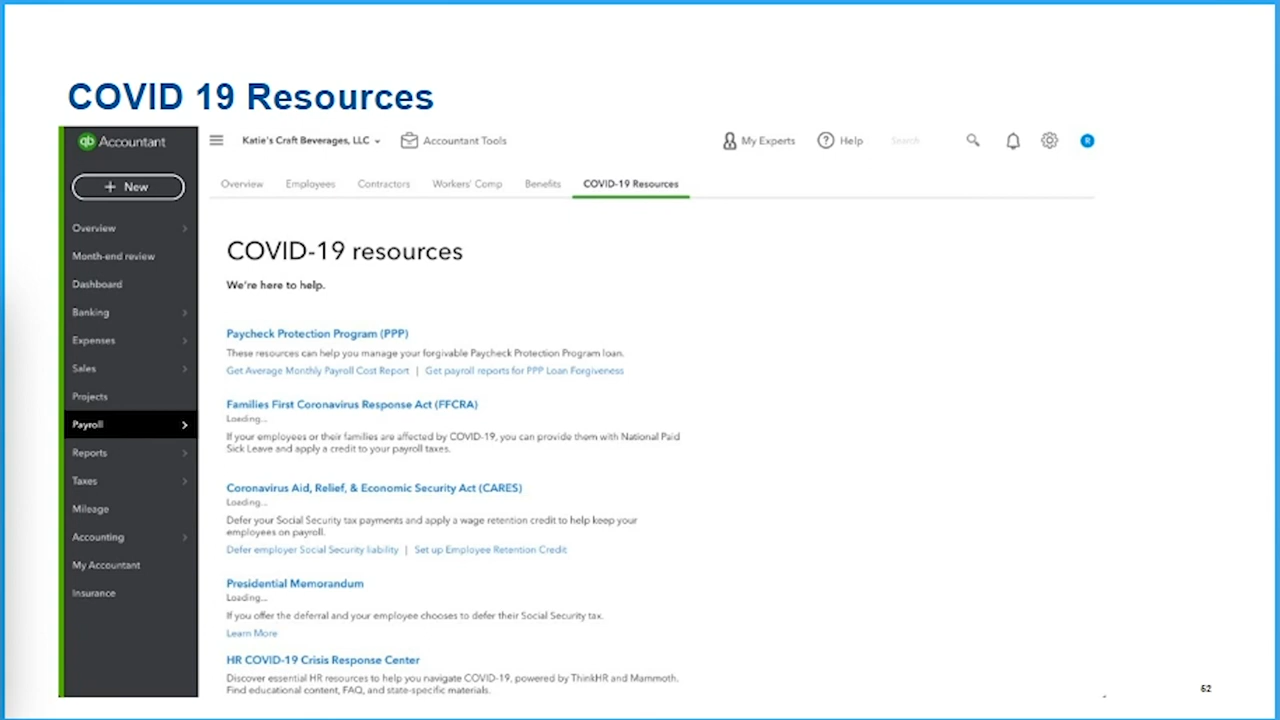 COVID 19 Resources
qb Accountant
Katie's Craft Beverages, LLC
Accountant Tools
My Experts
Help
Search
R
+ New
Overview
Employees
Contractors
Workers' Comp
Benefits
COVID-19 Resources
Overview
Month-end review
Dashboard
Banking
Expenses
Sales
Projects
Payroll
Reports
Taxes
Mileage
Accounting
My Accountant
Insurance
COVID-19 resources
We're here to help.
Paycheck Protection Program (PPP)
These resources can help you manage your forgivable Paycheck Protection Program loan.
Get Average Monthly Payroll Cost Report | Get payroll reports for PPP Loan Forgiveness
Families First Coronavirus Response Act (FFCRA)
Loading...
If your employees or their families are affected by COVID-19, you can provide them with National Paid
Sick Leave and apply a credit to your payroll taxes.
Coronavirus Aid, Relief, & Economic Security Act (CARES)
Loading...
Defer your Social Security tax payments and apply a wage retention credit to help keep your
employees on payroll.
Defer employer Social Security liability | Set up Employee Retention Credit
Presidential Memorandum
Loading...
If you offer the deferral and your employee chooses to defer their Social Security tax.
Learn More
HR COVID-19 Crisis Response Center
Discover essential HR resources to help you navigate COVID-19, powered by ThinkHR and Mammoth.
Find educational content, FAQ, and state-specific materials.
52